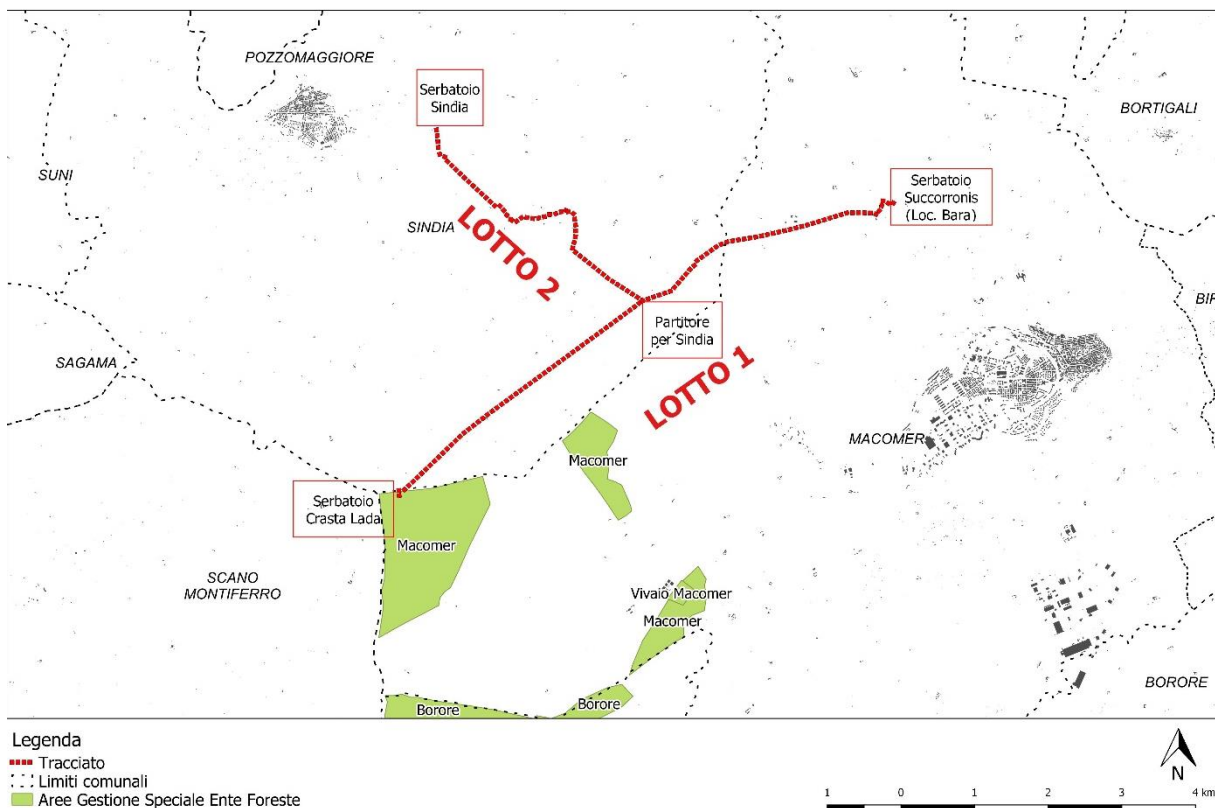 POZZOMAGGIORE
Serbatoio
Sindia
BORTIGALI
SUNI
Serbatoio
Succorronis
(Loc. Bara)
SINDIA
LOTTO 2
BIR
Partitore
per Sindia
SAGAMA
LOTTO 1
MACOMER
Macomer
Serbatoio
Crasta Lada
Macomer
SCANO
MONTIFERRO
Vivaio Macomer
Macomer
BORORE
Borore
Borore
Legenda
Tracciato
Limiti comunali
Aree Gestione Speciale Ente Foreste
N
1 0 1 2 3 4 km